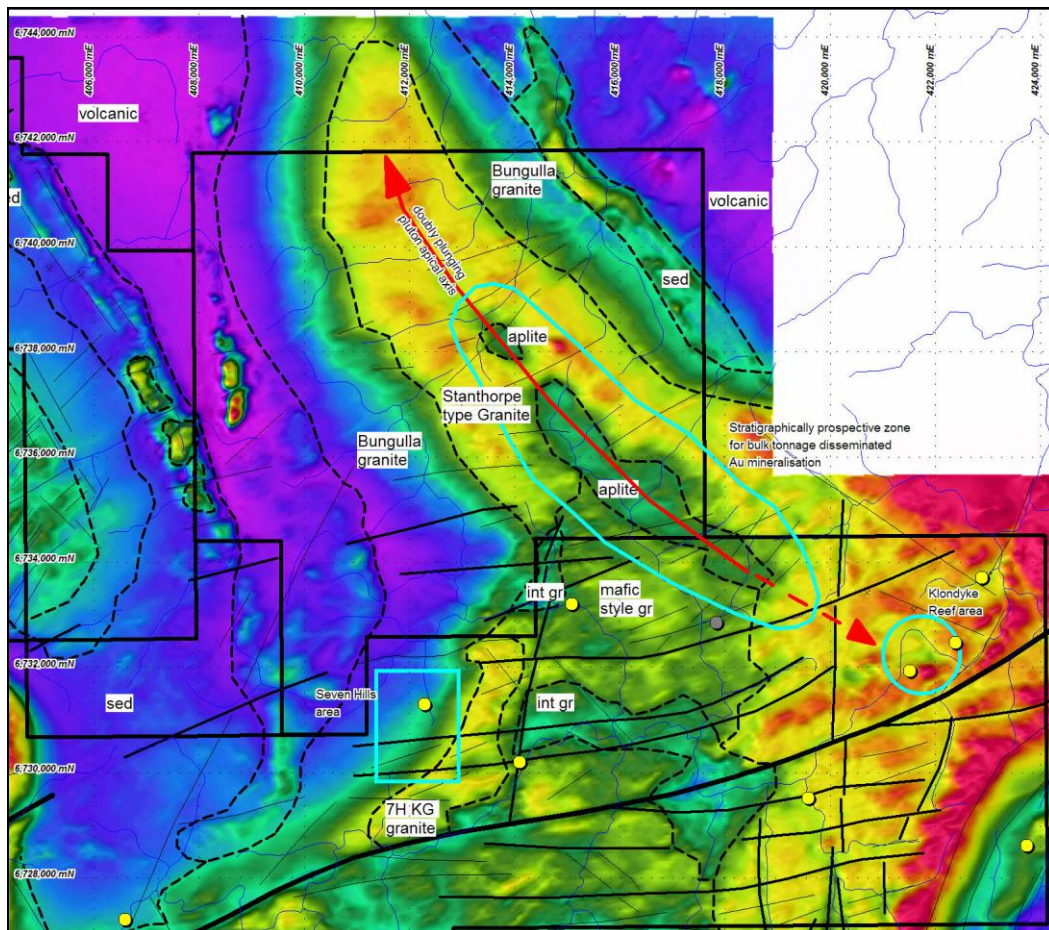 6,744,000 mN
406,000 mE
408,000 mE
410,000 mE
412,000 mE
414,000 mE
416,000 mE
418,000 mE
420,000 mE
422,000 mE
424,000 mE
volcanic
6,742,000 mN
ed
Bungulla
granite
volcanic
doubly plunging
pluton apical axis
6,740,000 mN
sed
aplite
6,738,000 mN
Stanthorpe
type Granite
Stratigraphically prospective zone
for bulk tonnage disseminated
Au mineralisation
Bungulla
granite
6,736,000 mN
aplite
6,734,000 mN
int gr
mafic
style gr
Klondyke
Reef area
6,732,000 mN
sed
Seven Hills
area
int gr
6,730,000 mN
7H KG
granite
6,728,000 mN